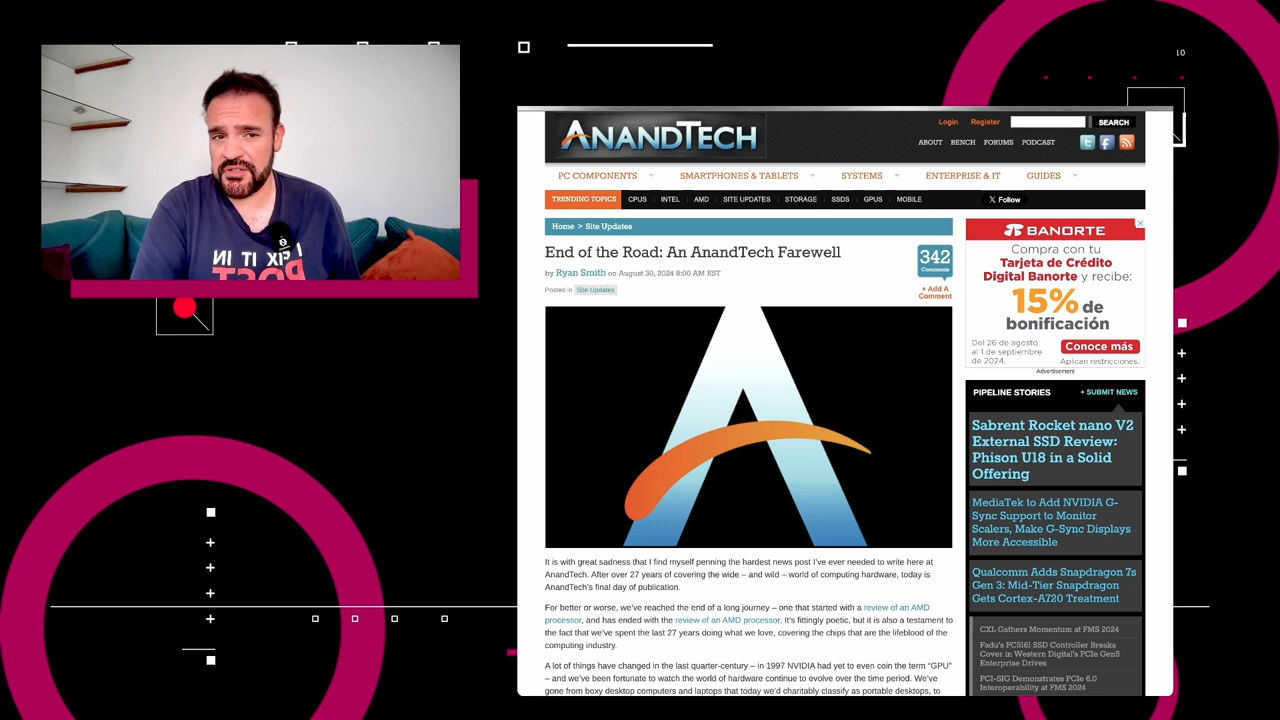 10
FIX IT IN
POST
ANANDTECH
Login Register SEARCH
ABOUT BENCH FORUMS PODCAST
PC COMPONENTS SMARTPHONES & TABLETS SYSTEMS ENTERPRISE & IT GUIDES
TRENDING TOPICS CPUS INTEL AMD SITE UPDATES STORAGE SSDS GPUS MOBILE X Follow
Home > Site Updates
End of the Road: An AnandTech Farewell
by Ryan Smith on August 30, 2024 8:00 AM EST
Posted in Site Updates
342
Comments
+ Add A
Comment
It is with great sadness that I find myself penning the hardest news post I've ever needed to write here at
AnandTech. After over 27 years of covering the wide – and wild – world of computing hardware, today is
AnandTech's final day of publication.
For better or worse, we've reached the end of a long journey – one that started with a review of an AMD
processor, and has ended with the review of an AMD processor. It's fittingly poetic, but it is also a testament to
the fact that we've spent the last 27 years doing what we love, covering the chips that are the lifeblood of the
computing industry.
A lot of things have changed in the last quarter-century – in 1997 NVIDIA had yet to even coin the term "GPU"
– and we've been fortunate to watch the world of hardware continue to evolve over the time period. We've
gone from boxy desktop computers and laptops that today we'd charitably classify as portable desktops, to
BANORTE
Compra con tu
Tarjeta de Crédito
Digital Banorte y recibe:
15% de
bonificación
Del 26 de agosto
al 1 de septiembre
de 2024.
Conoce más
Aplican restricciones.
Advertisement
PIPELINE STORIES + SUBMIT NEWS
Sabrent Rocket nano V2
External SSD Review:
Phison U18 in a Solid
Offering
MediaTek to Add NVIDIA G-
Sync Support to Monitor
Scalers, Make G-Sync Displays
More Accessible
Qualcomm Adds Snapdragon 7s
Gen 3: Mid-Tier Snapdragon
Gets Cortex-A720 Treatment
CXL Gathers Momentum at FMS 2024
Fadu's FC5161 SSD Controller Breaks
Cover in Western Digital's PCIe Gen5
Enterprise Drives
PCI-SIG Demonstrates PCIe 6.0
Interoperability at FMS 2024